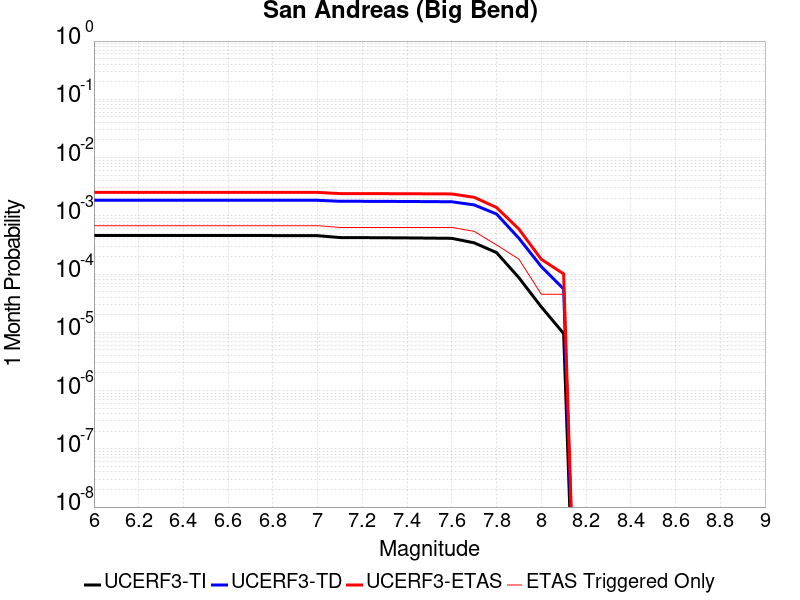 San Andreas (Big Bend)
10^0
10^-1
10^-2
10^-3
10^-4
10^-5
10^-6
10^-7
10^-8
1 Month Probability
6 6.2 6.4 6.6 6.8 7 7.2 7.4 7.6 7.8 8 8.2 8.4 8.6 8.8 9
Magnitude
UCERF3-TI UCERF3-TD UCERF3-ETAS ETAS Triggered Only